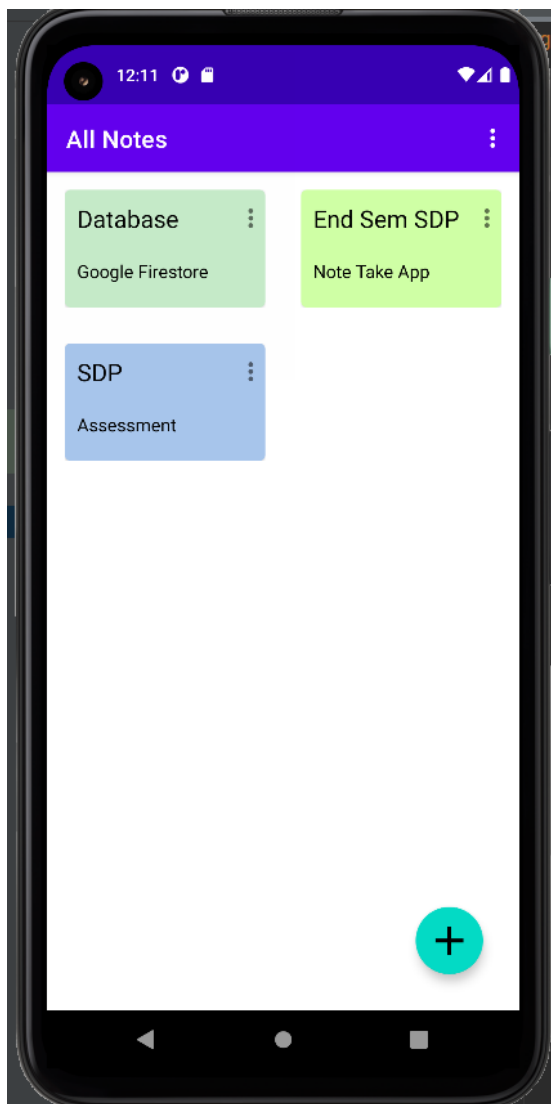 12:11
All Notes
Database
Google Firestore
End Sem SDP
Note Take App
SDP
Assessment